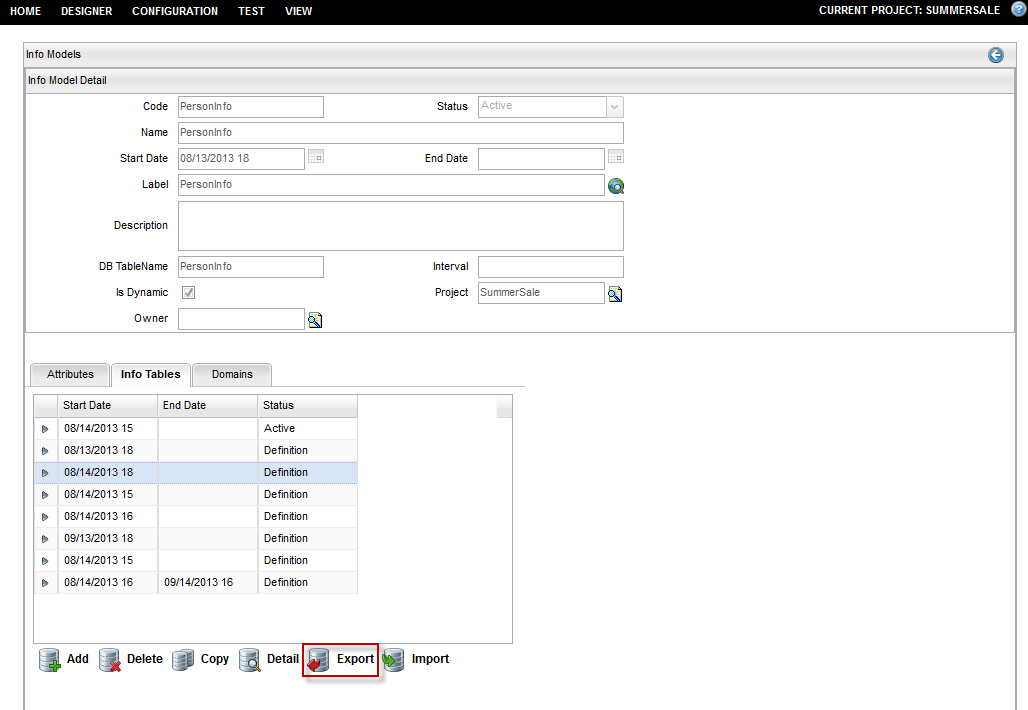 HOME DESIGNER CONFIGURATION TEST VIEW CURRENT PROJECT: SUMMERSALE
Info Models
Info Model Detail
Code PersonInfo Status Active
Name PersonInfo
Start Date 08/13/2013 18 End Date
Label PersonInfo
Description
DB TableName PersonInfo Interval
Is Dynamic Project SummerSale
Owner
Attributes Info Tables Domains
Start Date End Date Status
08/14/2013 15 Active
08/13/2013 18 Definition
08/14/2013 18 Definition
08/14/2013 15 Definition
08/14/2013 16 Definition
09/13/2013 18 Definition
08/14/2013 15 Definition
08/14/2013 16 09/14/2013 16 Definition
Add Delete Copy Detail Export Import